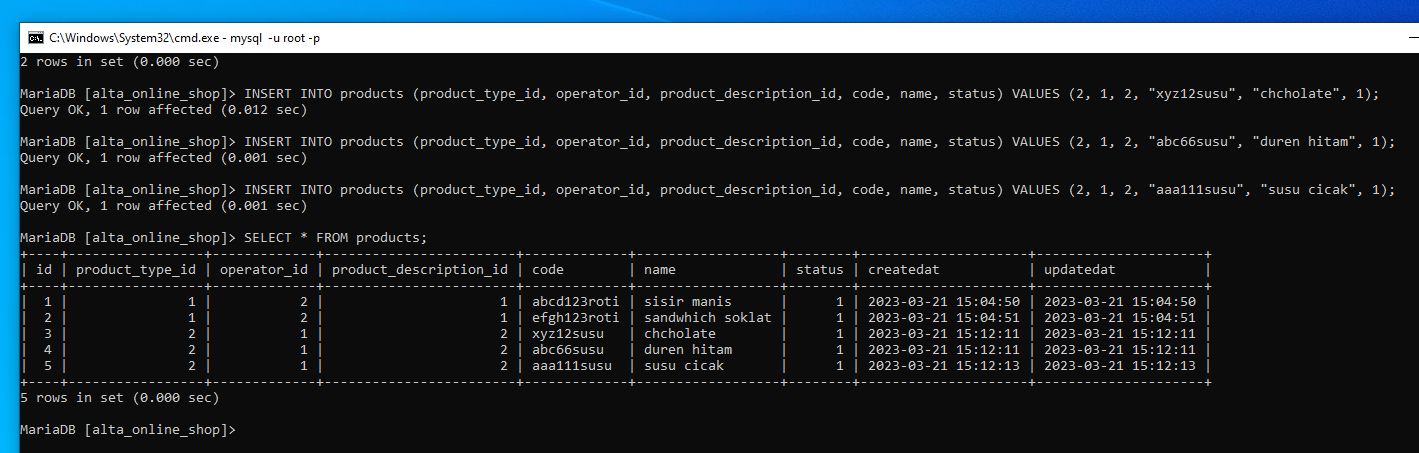 C:\Windows\System32\cmd.exe - mysql  -u root -p
2 rows in set (0.000 sec)
MariaDB [alta_online_shop]> INSERT INTO products (product_type_id, operator_id, product_description_id, code, name, status) VALUES (2, 1, 2, "xyz12susu", "chcholate", 1);
Query OK, 1 row affected (0.012 sec)
MariaDB [alta_online_shop]> INSERT INTO products (product_type_id, operator_id, product_description_id, code, name, status) VALUES (2, 1, 2, "abc66susu", "duren hitam", 1);
Query OK, 1 row affected (0.001 sec)
MariaDB [alta_online_shop]> INSERT INTO products (product_type_id, operator_id, product_description_id, code, name, status) VALUES (2, 1, 2, "aaa111susu", "susu cicak", 1);
Query OK, 1 row affected (0.001 sec)
MariaDB [alta_online_shop]> SELECT * FROM products;
+----+-----------------+-------------+------------------------+-------------+------------------+--------+---------------------+---------------------+
| id | product_type_id | operator_id | product_description_id | code        | name             | status | createdat           | updatedat           |
+----+-----------------+-------------+------------------------+-------------+------------------+--------+---------------------+---------------------+
|  1 |               1 |           2 |                      1 | abcd123roti | sisir manis      |      1 | 2023-03-21 15:04:50 | 2023-03-21 15:04:50 |
|  2 |               1 |           2 |                      1 | efgh123roti | sandwhich soklat |      1 | 2023-03-21 15:04:51 | 2023-03-21 15:04:51 |
|  3 |               2 |           1 |                      2 | xyz12susu   | chcholate        |      1 | 2023-03-21 15:12:11 | 2023-03-21 15:12:11 |
|  4 |               2 |           1 |                      2 | abc66susu   | duren hitam      |      1 | 2023-03-21 15:12:11 | 2023-03-21 15:12:11 |
|  5 |               2 |           1 |                      2 | aaa111susu  | susu cicak       |      1 | 2023-03-21 15:12:13 | 2023-03-21 15:12:13 |
+----+-----------------+-------------+------------------------+-------------+------------------+--------+---------------------+---------------------+
5 rows in set (0.000 sec)
MariaDB [alta_online_shop]>